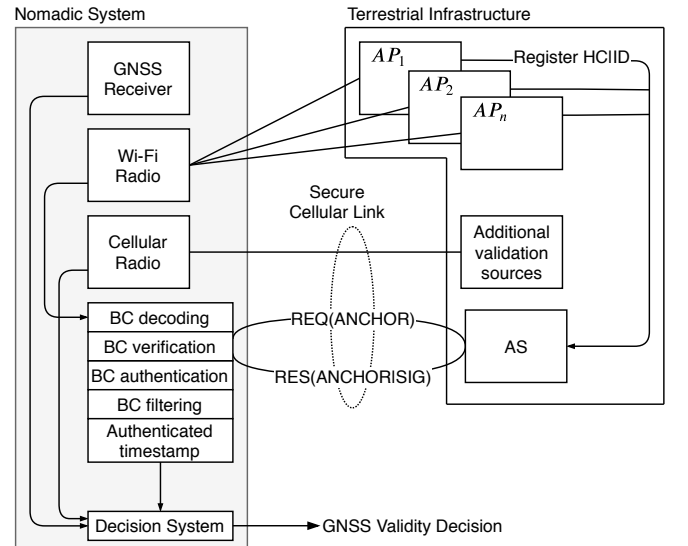 Nomadic System
Terrestrial Infrastructure
GNSS
Receiver
AP1
Register HCIID
AP2
APn
Wi-Fi
Radio
Secure
Cellular Link
Cellular
Radio
Additional
validation
sources
BC decoding
REQ(ANCHOR)
BC verification
AS
BC authentication
RES(ANCHORISIG)
BC filtering
Authenticated
timestamp
Decision System
GNSS Validity Decision